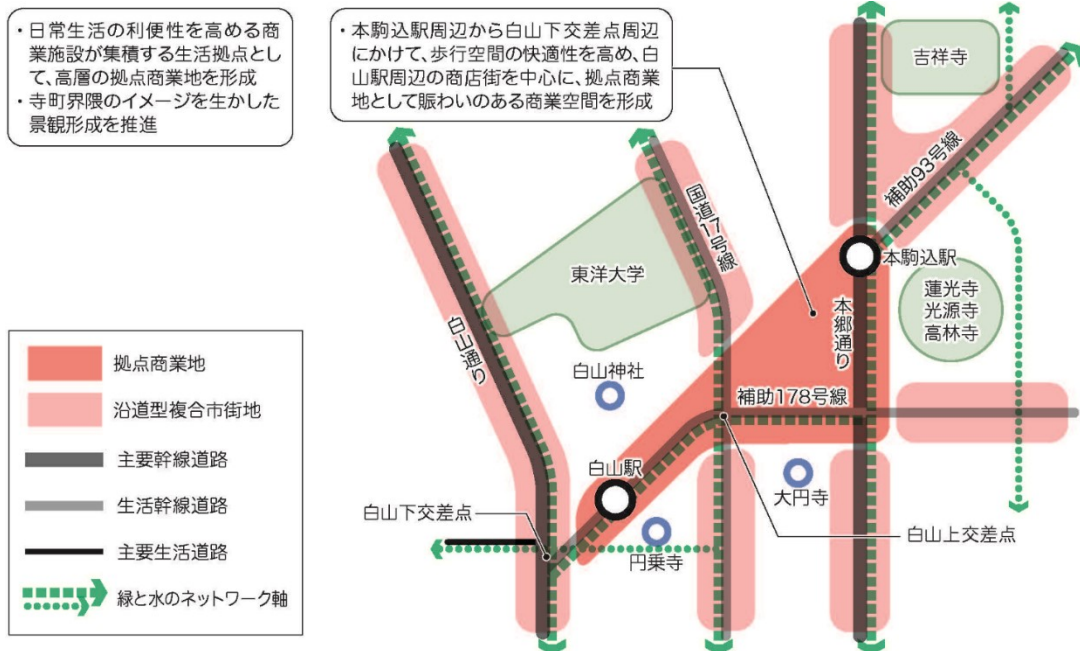 ・日常生活の利便性を高める商
業施設が集積する生活拠点とし
て、高層の拠点商業地を形成
・寺町界隈のイメージを生かした
景観形成を推進
・本駒込駅周辺から白山下交差点周辺
にかけて、歩行空間の快適性を高め、白
山駅周辺の商店街を中心に、拠点商業
地として賑わいのある商業空間を形成
吉祥寺
補助93号線
国道17号線
本駒込駅
東洋大学
蓮光寺
光源寺
高林寺
本郷通り
白山通り
白山神社
補助178号線
白山駅
大円寺
白山下交差点
白山上交差点
円乗寺
拠点商業地
沿道型複合市街地
主要幹線道路
生活幹線道路
主要生活道路
緑と水のネットワーク軸